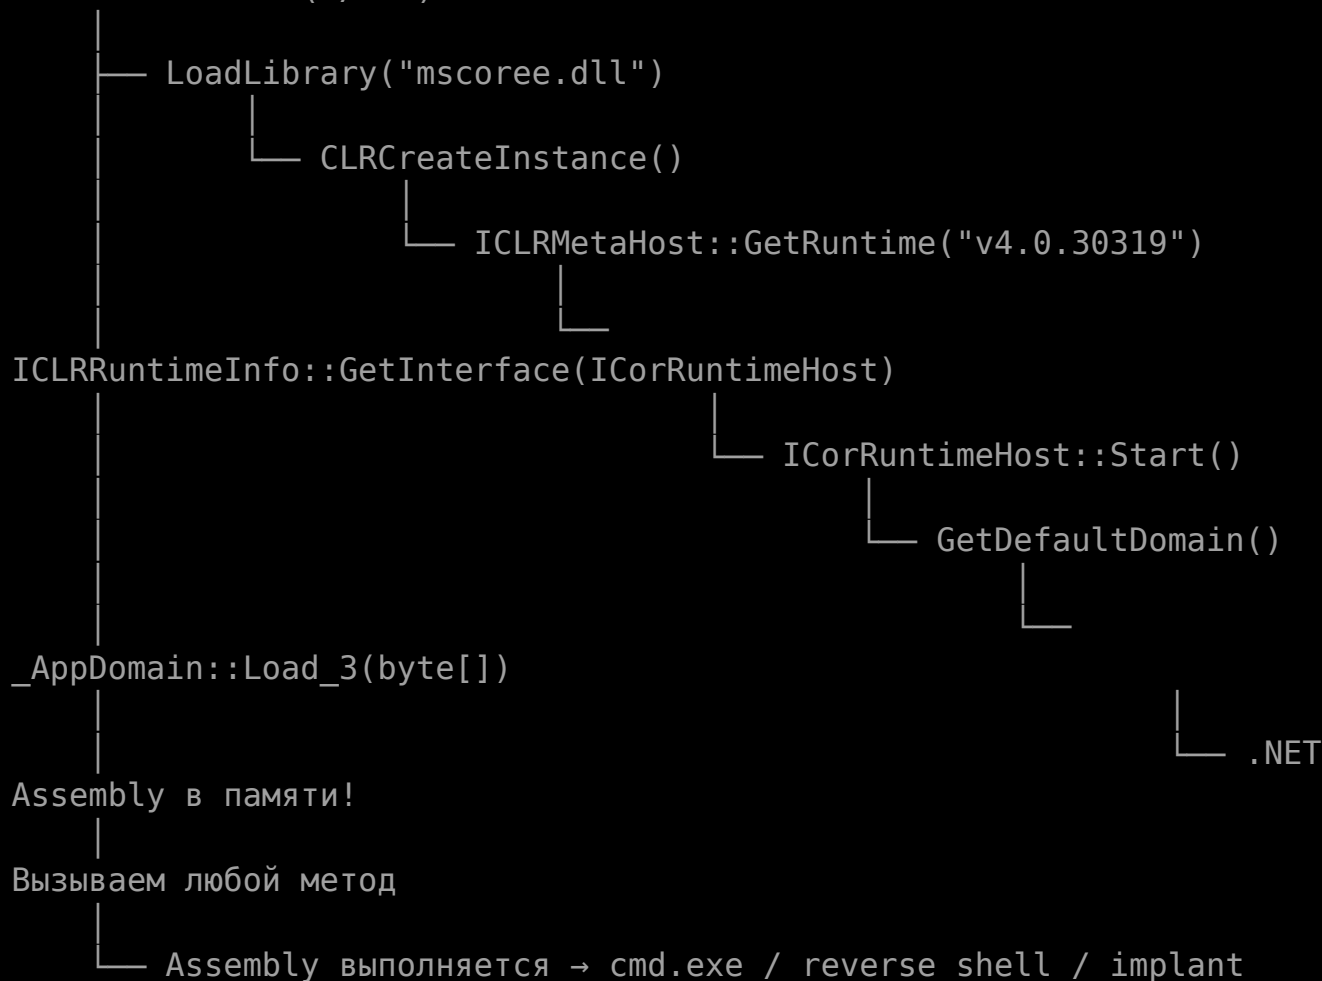 LoadLibrary("mscoree.dll")
CLRCreateInstance()
ICLRMetaHost::GetRuntime("v4.0.30319")
ICLRRuntimeInfo::GetInterface(ICorRuntimeHost)
ICorRuntimeHost::Start()
GetDefaultDomain()
_AppDomain::Load_3(byte[])
.NET
Assembly в памяти!
Вызываем любой метод
Assembly выполняется → cmd.exe / reverse shell / implant